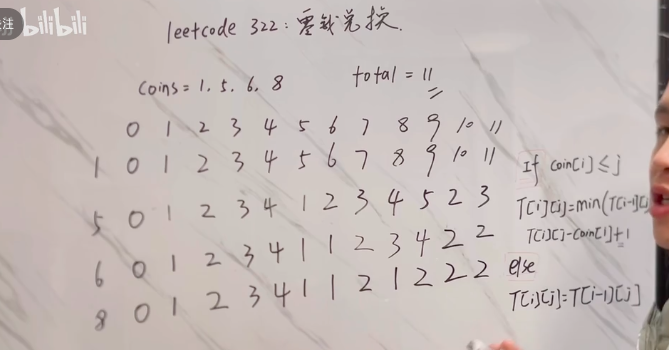 注
bilibili
leetcode 322: 零钱兑换.
coins = 1. 5. 6. 8
total = 11
0 1 2 3 4 5 6 7 8 9 10 11
1 0 1 2 3 4 5 6 7 8 9 10 11
5 0 1 2 3 4 1 2 3 4 5 2 3
6 0 1 2 3 4 1 1 2 3 4 2 2
8 0 1 2 3 4 1 1 2 1 2 2 2
If coin[i] ≤ j
T[i][j]=min(T[i-1][j]
T[i][j-coin[i]+1
else
T[i][j]=T[i-1][j]